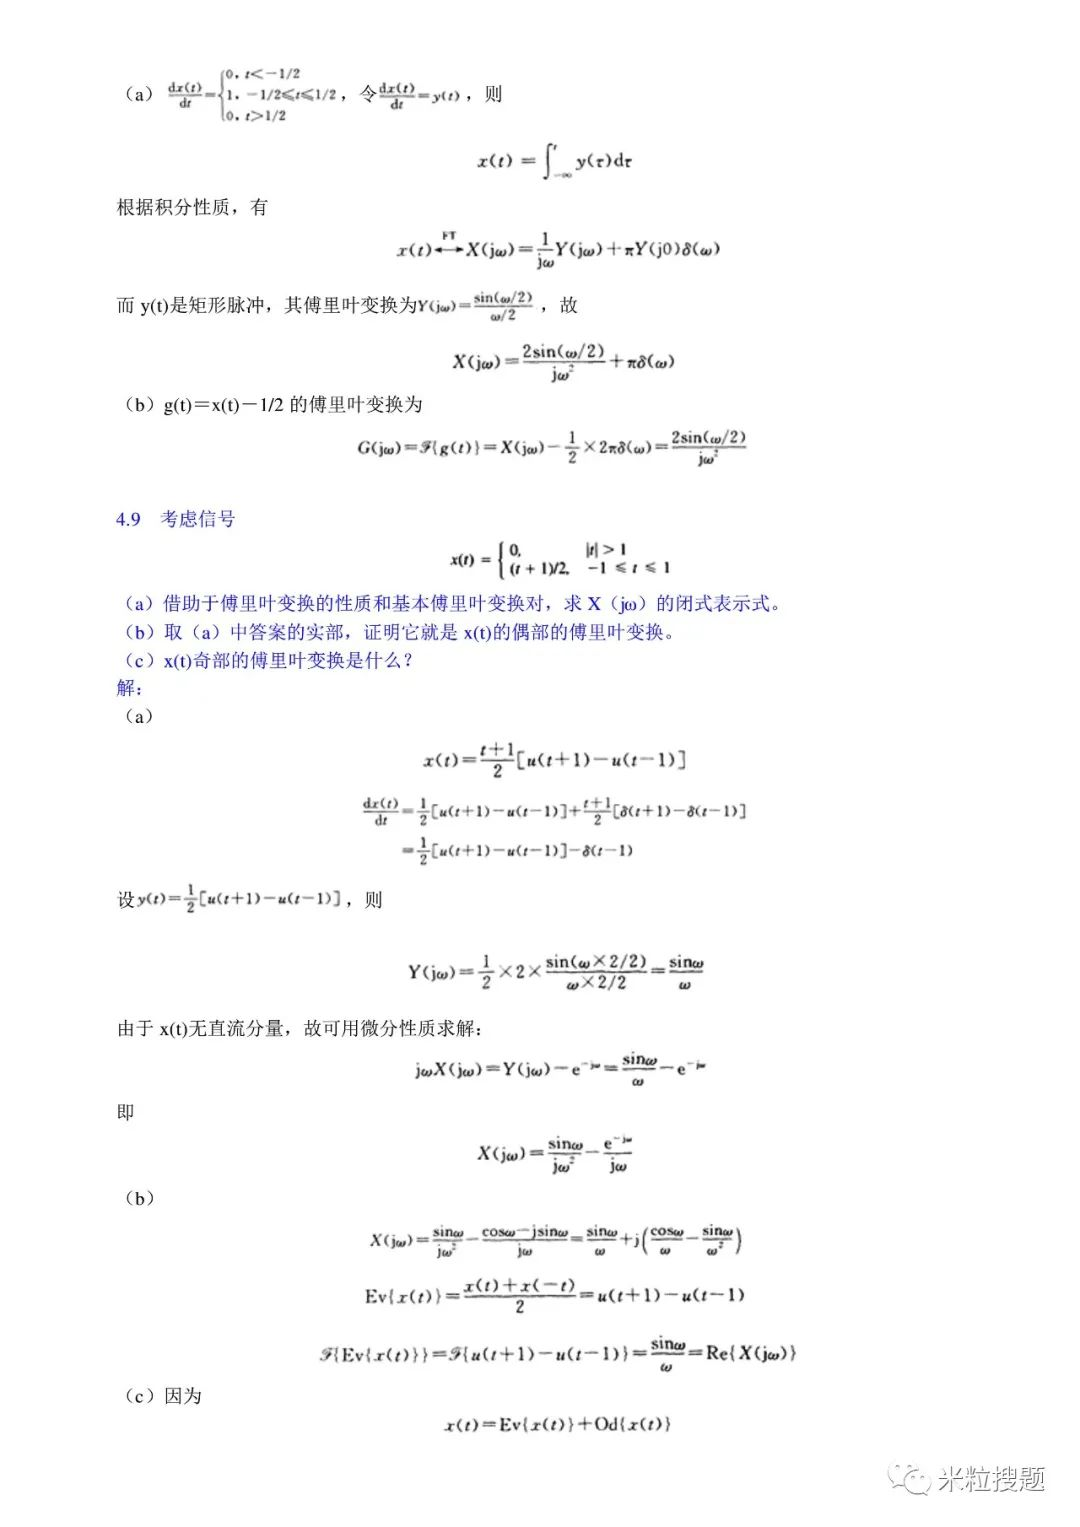 （a）dx(t)/dt={0, t<-1/2; 1, -1/2≤t≤1/2; 0, t>1/2，令dx(t)/dt=y(t)，则
x(t) = ∫_{-∞}^{t} y(τ)dτ
根据积分性质，有
x(t) ←FT→ X(jω)=1/jω Y(jω)+πY(j0)δ(ω)
而 y(t)是矩形脉冲，其傅里叶变换为Y(jω)=sin(ω/2)/(ω/2)，故
X(jω)=2sin(ω/2)/jω²+πδ(ω)
（b）g(t)＝x(t)－1/2 的傅里叶变换为
G(jω)=ℱ{g(t)}=X(jω)-1/2×2πδ(ω)=2sin(ω/2)/jω²
4.9 考虑信号
x(t) = {0, |t| > 1; (t + 1)/2, -1 ≤ t ≤ 1
（a）借助于傅里叶变换的性质和基本傅里叶变换对，求 X（jω）的闭式表示式。
（b）取（a）中答案的实部，证明它就是 x(t)的偶部的傅里叶变换。
（c）x(t)奇部的傅里叶变换是什么？
解：
（a）
x(t)=(t+1)/2[u(t+1)-u(t-1)]
dx(t)/dt=1/2[u(t+1)-u(t-1)]+(t+1)/2[δ(t+1)-δ(t-1)]
=1/2[u(t+1)-u(t-1)]-δ(t-1)
设y(t)=1/2[u(t+1)-u(t-1)]，则
Y(jω)=1/2×2×sin(ω×2/2)/(ω×2/2)=sinω/ω
由于 x(t)无直流分量，故可用微分性质求解：
jωX(jω)=Y(jω)-e^{-jω}=sinω/ω-e^{-jω}
即
X(jω)=sinω/jω²-e^{-jω}/jω
（b）
X(jω)=sinω/jω²-(cosω-jsinω)/jω=sinω/ω+j(cosω/ω-sinω/ω²)
Ev{x(t)}=(x(t)+x(-t))/2=u(t+1)-u(t-1)
ℱ{Ev{x(t)}}=ℱ{u(t+1)-u(t-1)}=sinω/ω=Re{X(jω)}
（c）因为
x(t)=Ev{x(t)}+Od{x(t)}
米粒搜题